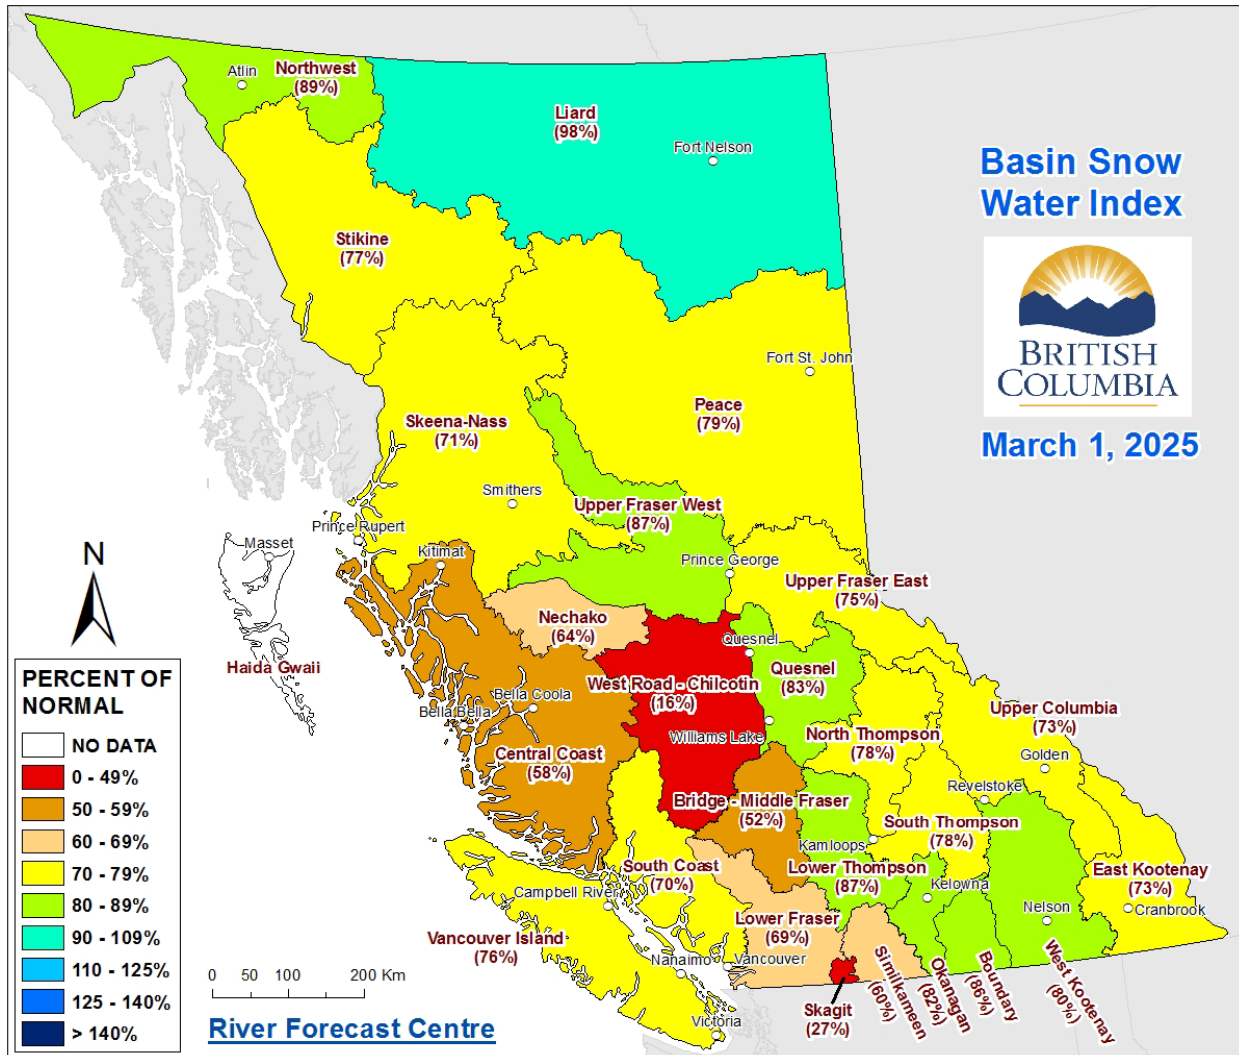 Atlin
Northwest
(89%)
Liard
(98%)
Fort Nelson
Basin Snow
Water Index
BRITISH
COLUMBIA
March 1, 2025
Stikine
(77%)
Fort St. John
Peace
(79%)
Skeena-Nass
(71%)
Smithers
Upper Fraser West
(87%)
Prince Rupert
Masset
Kitimat
Prince George
Upper Fraser East
(75%)
N
Nechako
(64%)
Quesnel
Haida Gwaii
West Road - Chilcotin
(16%)
Quesnel
(83%)
Bella Coola
Bella Bella
Williams Lake
Upper Columbia
(73%)
North Thompson
(78%)
Golden
Central Coast
(58%)
Revelstoke
Bridge - Middle Fraser
(52%)
South Thompson
(78%)
Kamloops
South Coast
(70%)
Lower Thompson
(87%)
East Kootenay
(73%)
Campbell River
Kelowna
Nelson
Cranbrook
Lower Fraser
(69%)
Vancouver Island
(76%)
Nanaimo
Vancouver
Skagit
(27%)
Similkameen
(60%)
Okanagan
(82%)
Boundary
(86%)
West Kootenay
(80%)
Victoria
PERCENT OF
NORMAL
NO DATA
0 - 49%
50 - 59%
60 - 69%
70 - 79%
80 - 89%
90 - 109%
110 - 125%
125 - 140%
> 140%
0 50 100 200 Km
River Forecast Centre